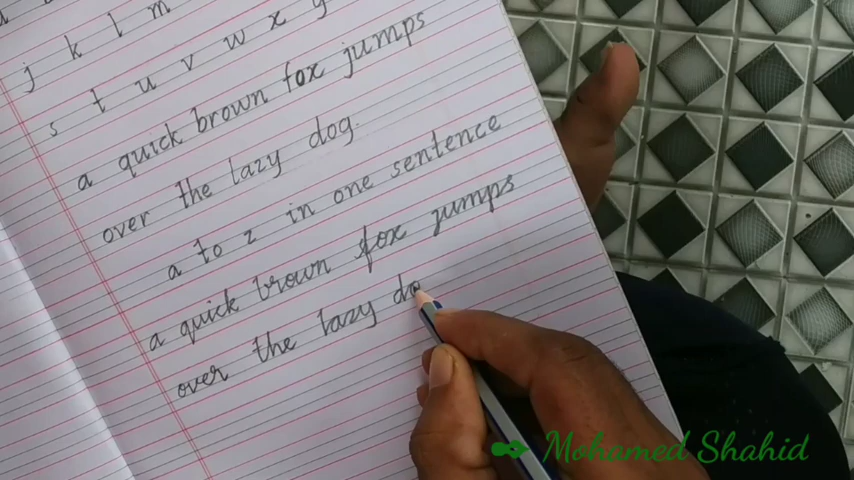 j k l m
s t u v w x y
a quick brown fox jumps
over the lazy dog.
a to z in one sentence
a quick brown fox jumps
over the lazy do
Mohamed Shahid